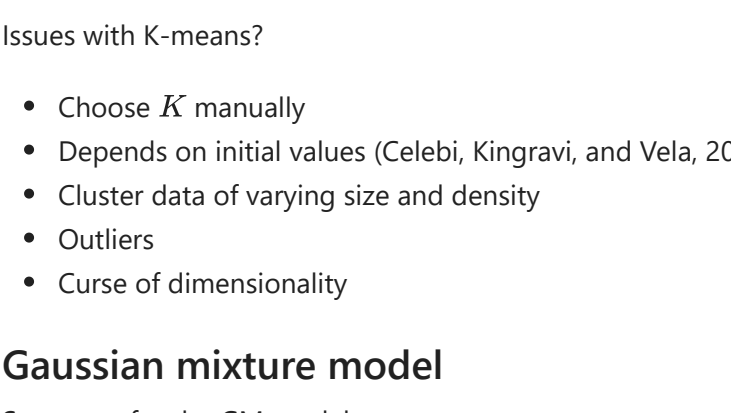 Issues with K-means?
Choose K manually
Depends on initial values (Celebi, Kingravi, and Vela,
Cluster data of varying size and density
Outliers
Curse of dimensionality
Gaussian mixture model